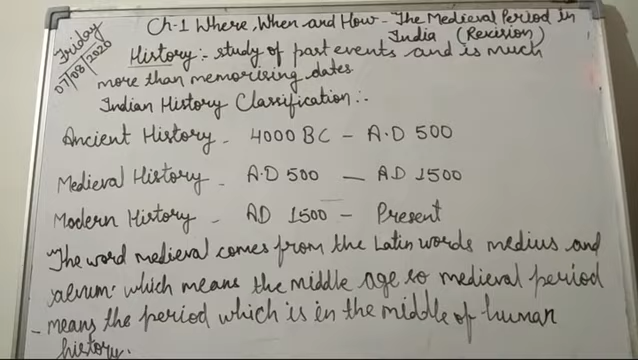 Friday
07/08/2020
Ch-1 Where, When and How - The Medieval Period in
India (Revision)
History:- study of past events and is much
more than memorising dates.
Indian History Classification:-
Ancient History - 4000 BC - A.D 500
Medieval History - A.D 500 - AD 1500
Modern History - AD 1500 - Present
The word medieval comes from the Latin words medius and
aevum. which means the middle age so medieval period
- means the period which is in the middle of human
history.